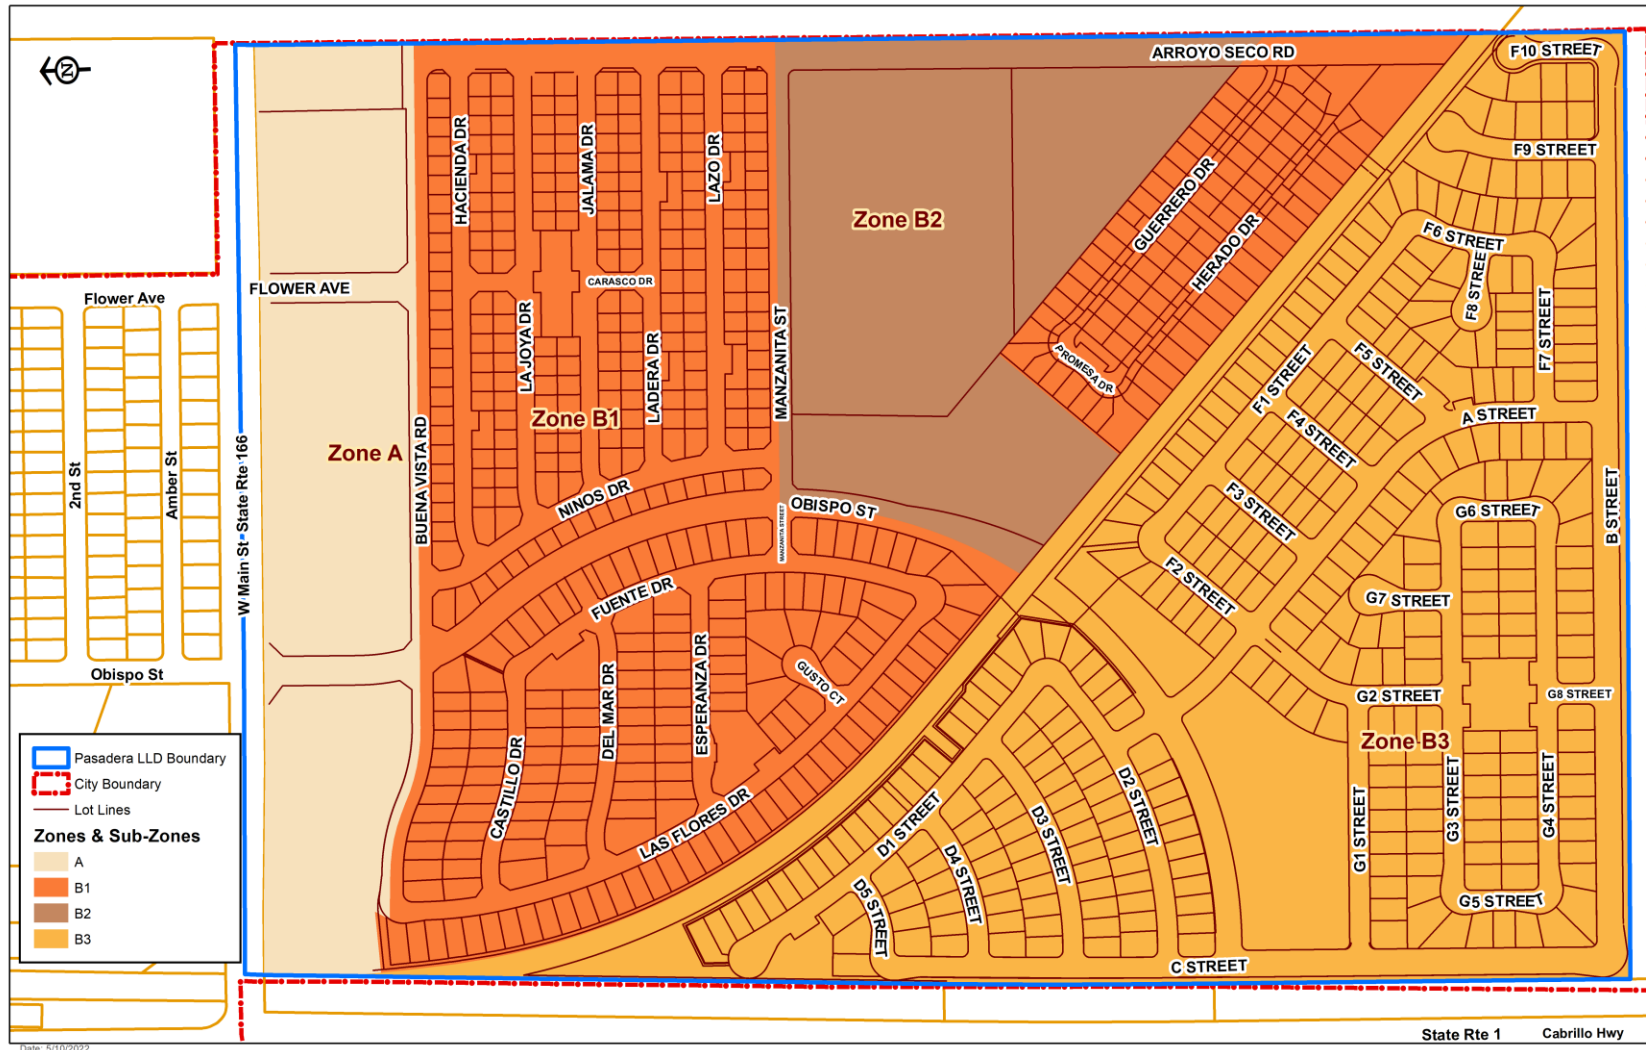 N
ARROYO SECO RD
F10 STREET
F9 STREET
HACIENDA DR
JALAMA DR
LAZO DR
Zone B2
GUERRERO DR
HERADO DR
F6 STREET
F8 STREET
F7 STREET
FLOWER AVE
Flower Ave
CARASCO DR
LA JOYA DR
LADERA DR
MANZANITA ST
PROMESA DR
F1 STREET
F5 STREET
F4 STREET
A STREET
Zone A
Zone B1
BUENA VISTA RD
W Main St - State Rte 166
2nd St
Amber St
NINOS DR
OBISPO ST
MANZANITA STREET
F3 STREET
F2 STREET
G6 STREET
B STREET
G7 STREET
FUENTE DR
Obispo St
ESPERANZA DR
DEL MAR DR
GUSTO CT
G2 STREET
G8 STREET
Zone B3
CASTILLO DR
LAS FLORES DR
D1 STREET
D2 STREET
D3 STREET
D4 STREET
D5 STREET
G1 STREET
G3 STREET
G4 STREET
G5 STREET
C STREET
Pasadera LLD Boundary
City Boundary
Lot Lines
Zones & Sub-Zones
A
B1
B2
B3
State Rte 1 Cabrillo Hwy
Date: 5/10/2022